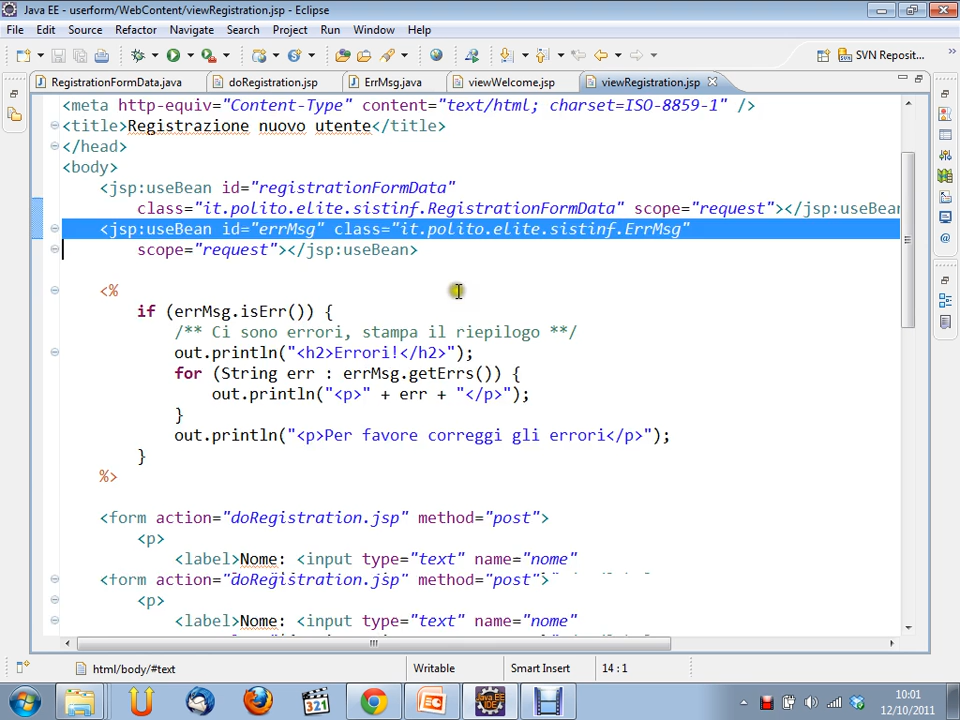 Java EE - userform/WebContent/viewRegistration.jsp - Eclipse
File Edit Source Refactor Navigate Search Project Run Window Help
SVN Reposit... »
RegistrationFormData.java doRegistration.jsp ErrMsg.java viewWelcome.jsp viewRegistration.jsp
<meta http-equiv="Content-Type" content="text/html; charset=ISO-8859-1" />
<title>Registrazione nuovo utente</title>
</head>
<body>
<jsp:useBean id="registrationFormData"
class="it.polito.elite.sistinf.RegistrationFormData" scope="request"></jsp:useBean
<jsp:useBean id="errMsg" class="it.polito.elite.sistinf.ErrMsg"
scope="request"></jsp:useBean>
<%
if (errMsg.isErr()) {
/** Ci sono errori, stampa il riepilogo **/
out.println("<h2>Errori!</h2>");
for (String err : errMsg.getErrs()) {
out.println("<p>" + err + "</p>");
}
out.println("<p>Per favore correggi gli errori</p>");
}
%>
<form action="doRegistration.jsp" method="post">
<p>
<label>Nome: <input type="text" name="nome"
<form action="doRegistration.jsp" method="post">
<p>
<label>Nome: <input type="text" name="nome"
html/body/#text Writable Smart Insert 14 : 1
321 Java EE IDE 10:01
12/10/2011